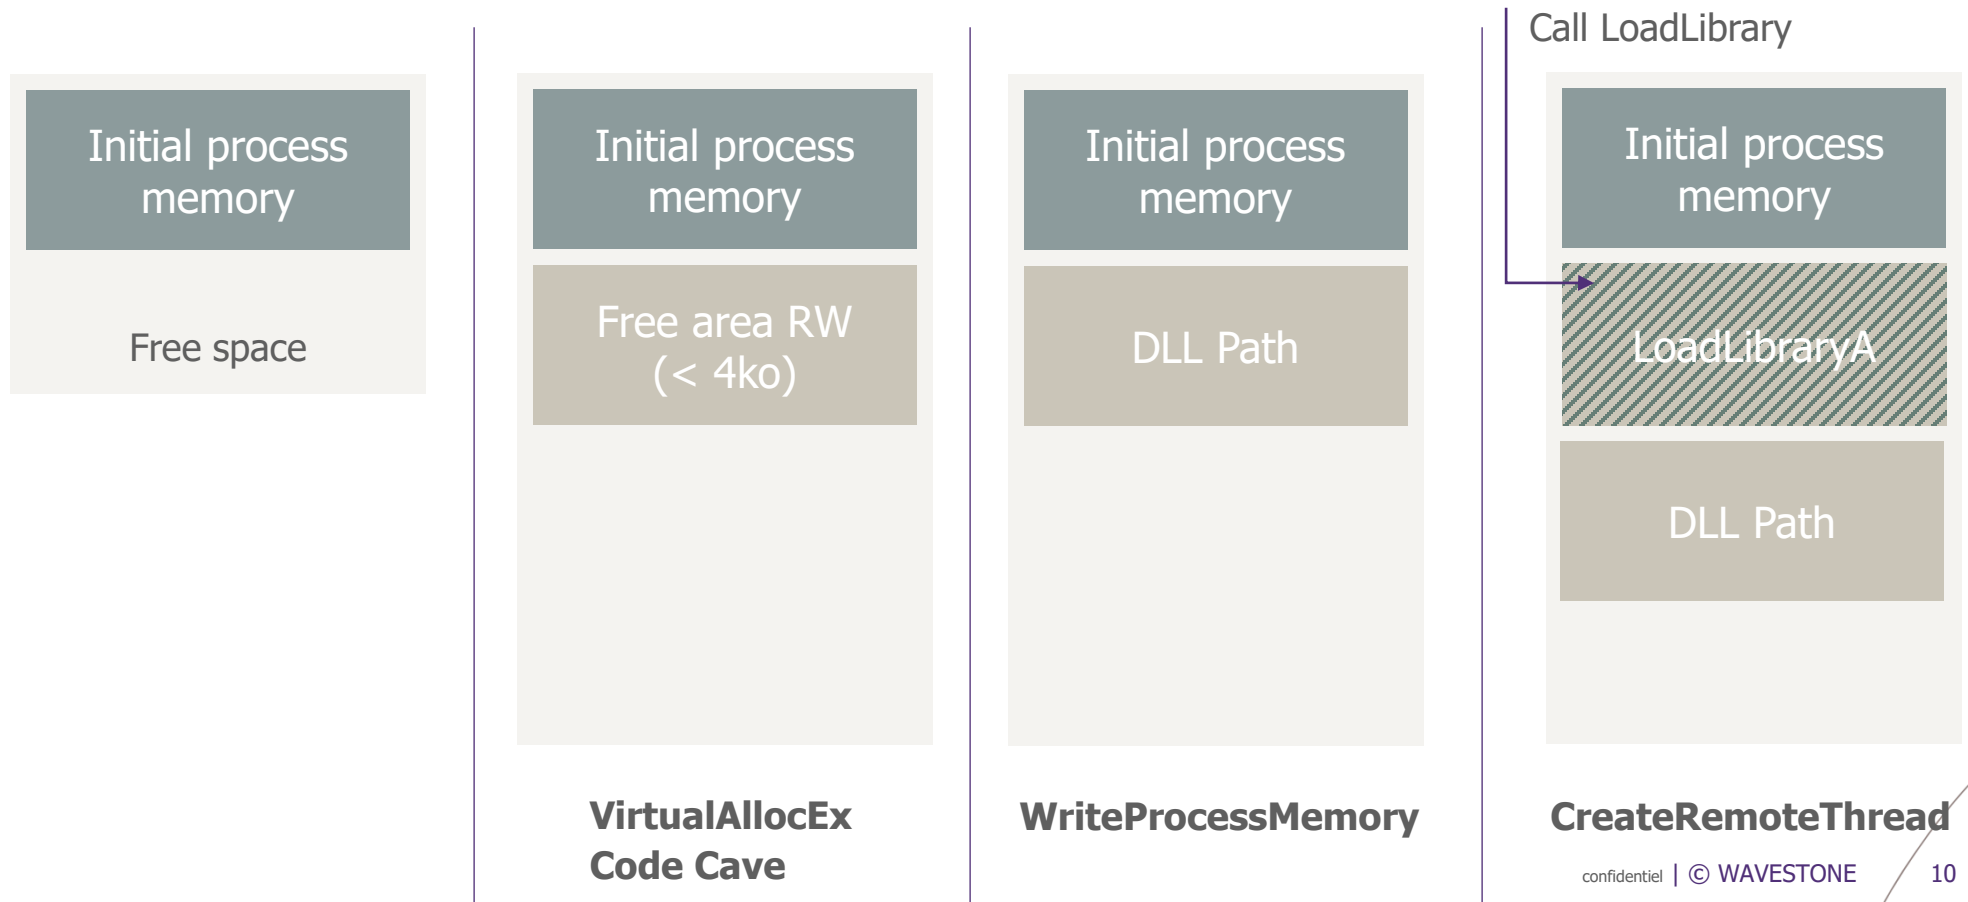 Call LoadLibrary
Initial process
memory
Free space
Initial process
memory
Free area RW
(< 4ko)
VirtualAllocEx
Code Cave
Initial process
memory
DLL Path
WriteProcessMemory
Initial process
memory
LoadLibraryA
DLL Path
CreateRemoteThread
confidentiel | © WAVESTONE 10